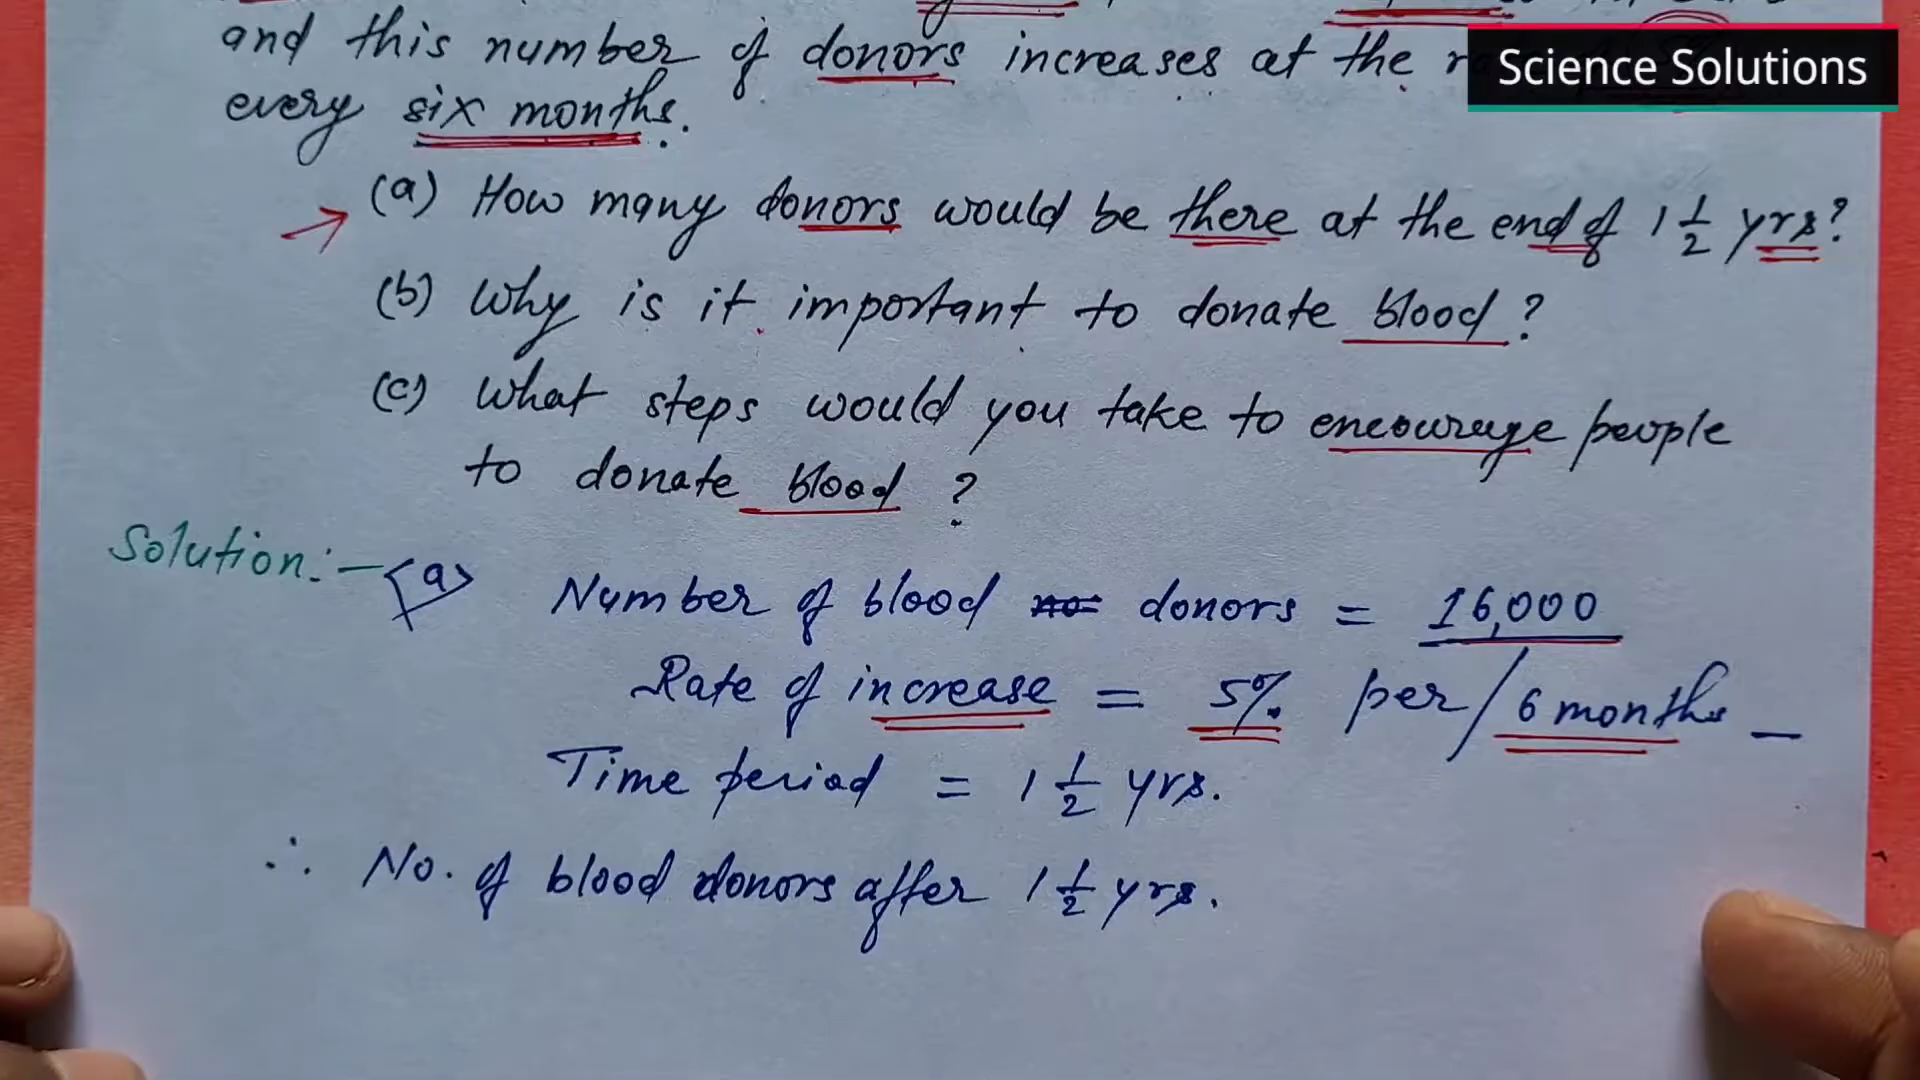 and this number of donors increases at the
Science Solutions
every six months.
(a) How many donors would be there at the end of 1 1/2 yrs?
(b) Why is it important to donate blood?
(c) What steps would you take to encourage people
to donate blood ?
Solution:- (a) Number of blood donors = 16,000
Rate of increase = 5% per/6 months
Time period = 1 1/2 yrs.
∴ No. of blood donors after 1 1/2 yrs.